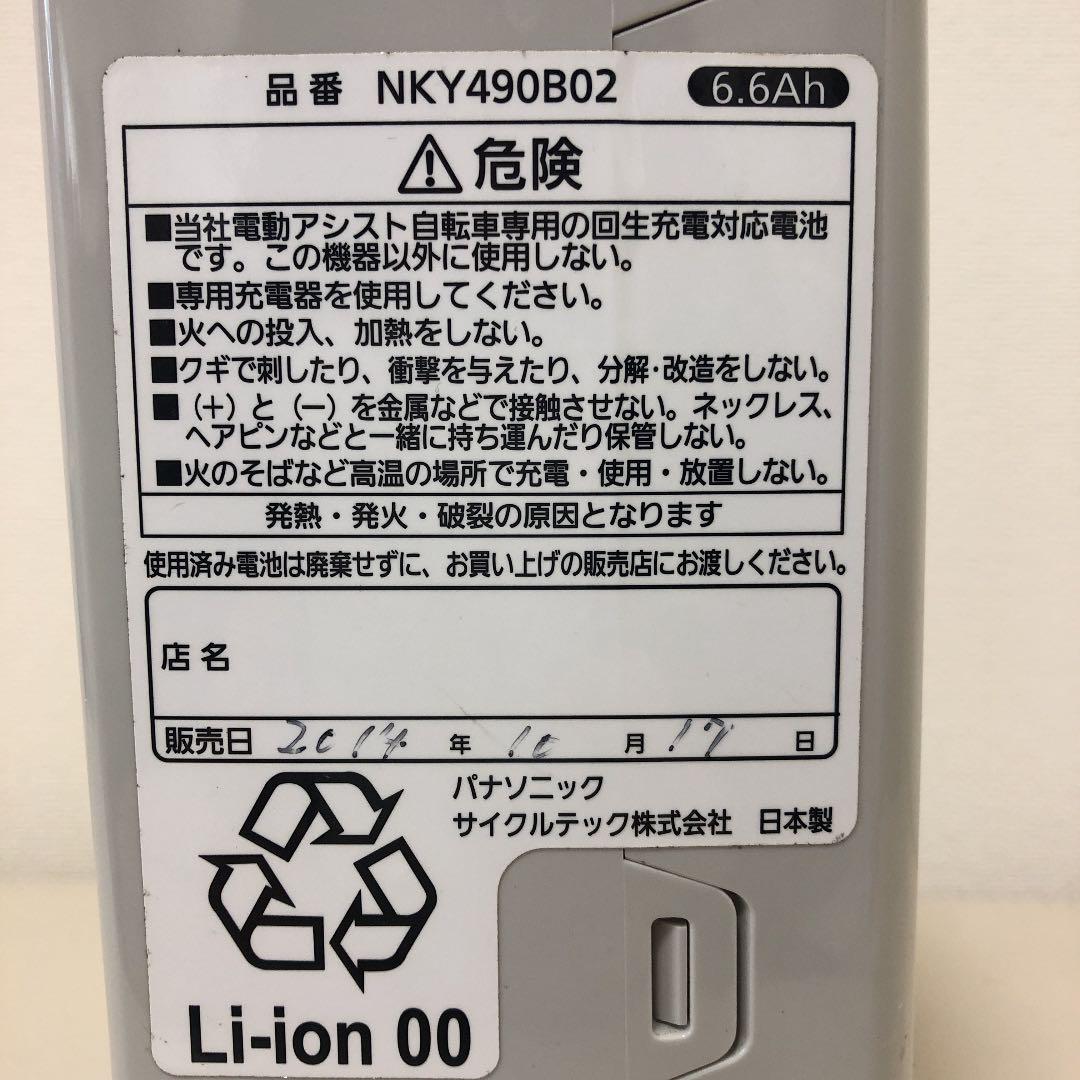 品番 NKY490B02 6.6Ah
危険
■当社電動アシスト自転車専用の回生充電対応電池
です。この機器以外に使用しない。
■専用充電器を使用してください。
■火への投入、加熱をしない。
■クギで刺したり、衝撃を与えたり、分解・改造をしない。
■（＋）と（－）を金属などで接触させない。ネックレス、
ヘアピンなどと一緒に持ち運んだり保管しない。
■火のそばなど高温の場所で充電・使用・放置しない。
発熱・発火・破裂の原因となります
使用済み電池は廃棄せずに、お買い上げの販売店にお渡しください。
店名
販売日 2014 年 10 月 17 日
パナソニック
サイクルテック株式会社 日本製
Li-ion 00